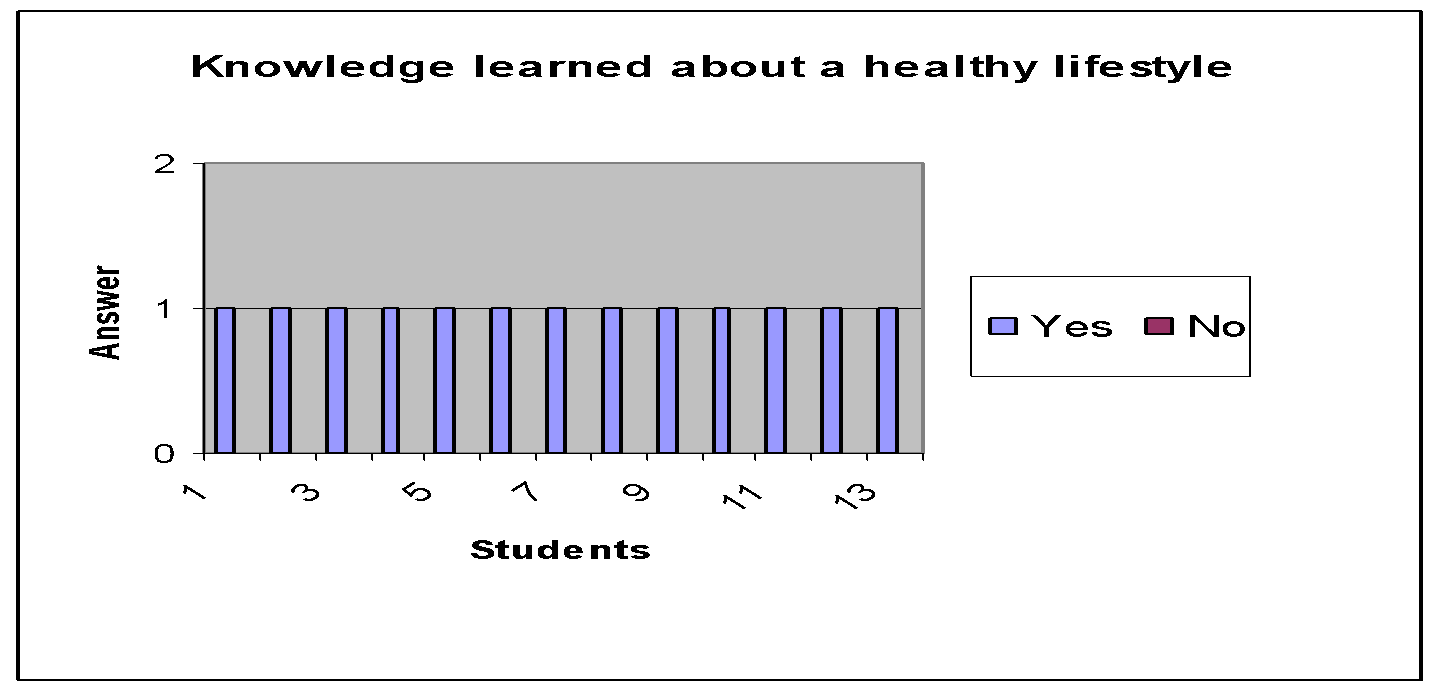 Knowledge learned about a healthy lifestyle
2
1
0
Answer
1 3 5 7 9 11 13
Students
Yes No